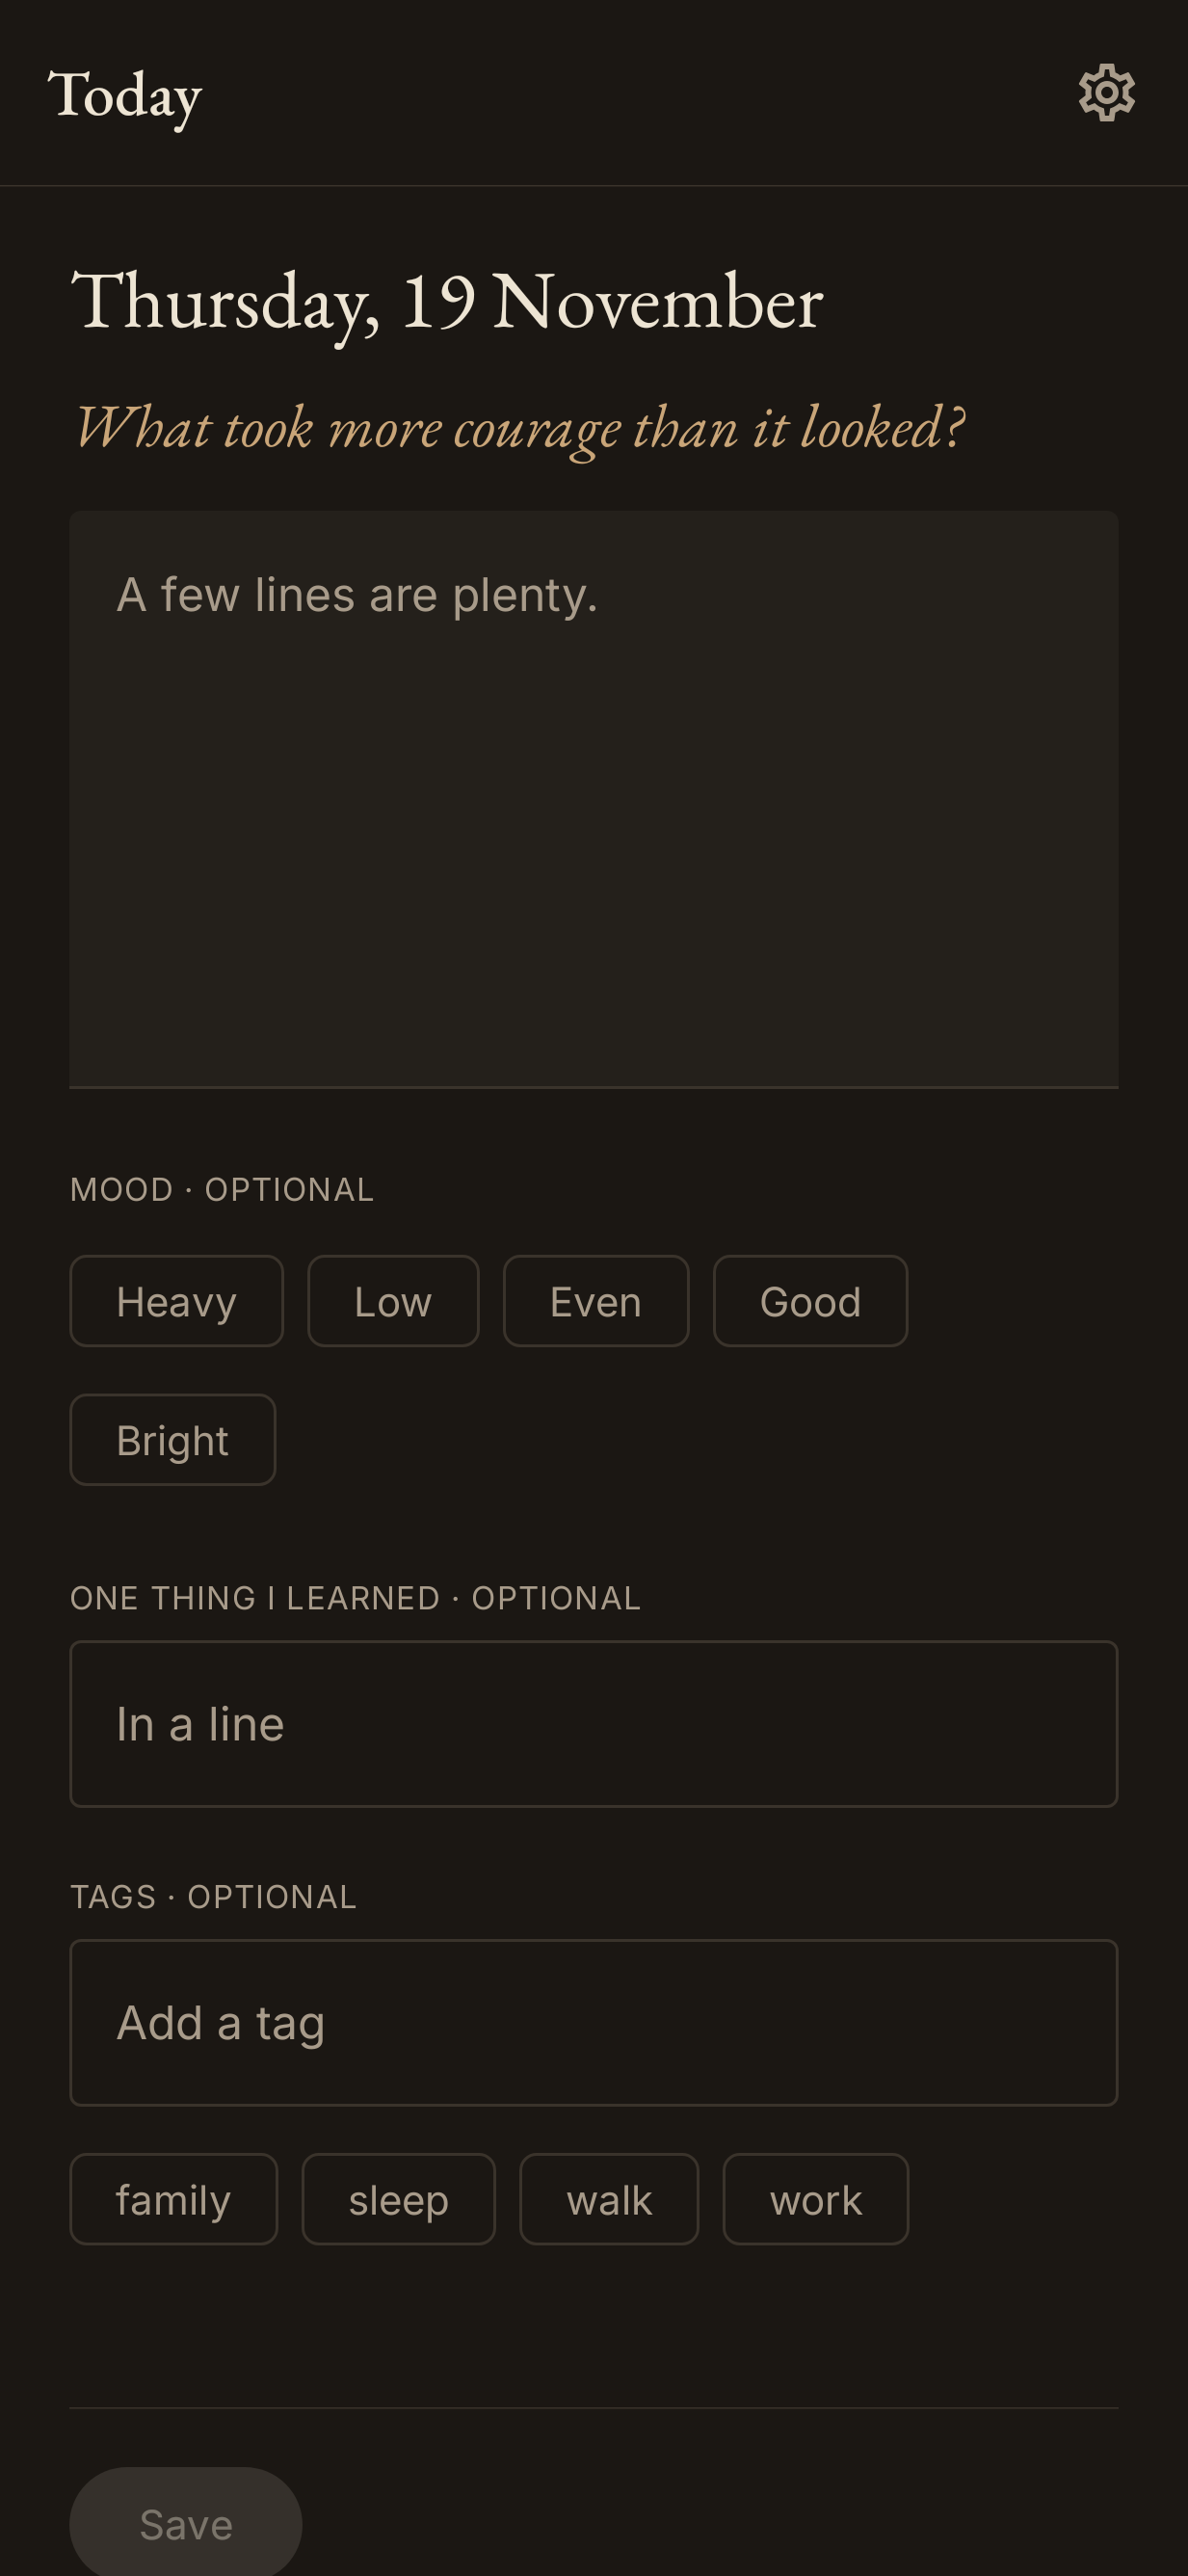 Today
Thursday, 19 November
What took more courage than it looked?
A few lines are plenty.
MOOD · OPTIONAL
Heavy Low Even Good
Bright
ONE THING I LEARNED · OPTIONAL
In a line
TAGS · OPTIONAL
Add a tag
family sleep walk work
Save